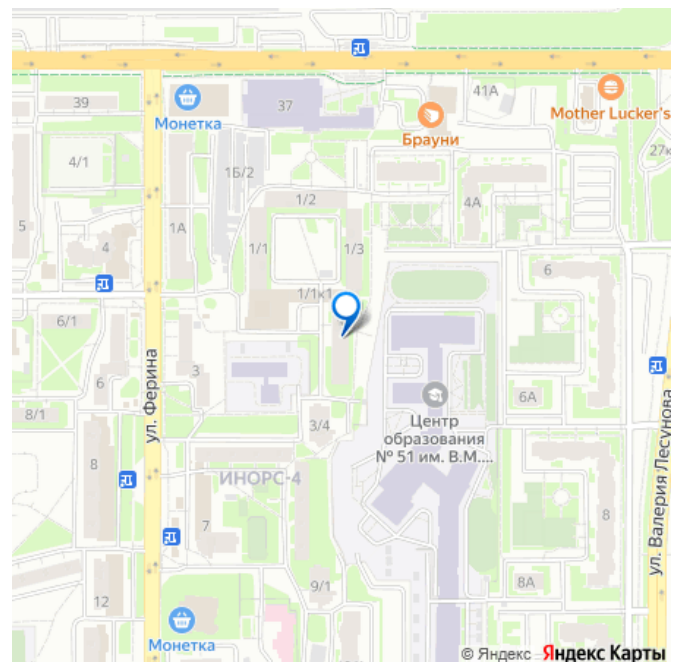 39
Монетка
37
41А
Mother Lucker's
Брауни
27к
4/1
1Б/2
5
1А
4
1/2
4А
1/1
1/3
6
1/1к1
6/1
6
3
6А
8/1
3/4
Центр
образования
№ 51 им. В.М....
ул. Ферина
ул. Валерия Лесунова
ИНОРС-4
8
7
8
12
9/1
8А
Монетка
© Яндекс Яндекс Карты